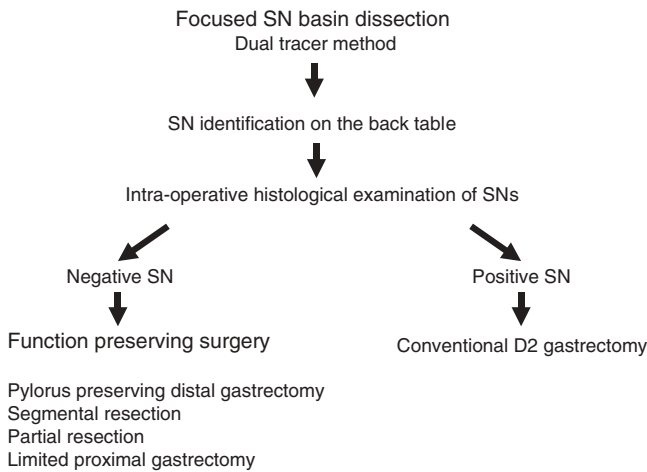 Focused SN basin dissection
Dual tracer method
SN identification on the back table
Intra-operative histological examination of SNs
Negative SN
Positive SN
Function preserving surgery
Conventional D2 gastrectomy
Pylorus preserving distal gastrectomy
Segmental resection
Partial resection
Limited proximal gastrectomy